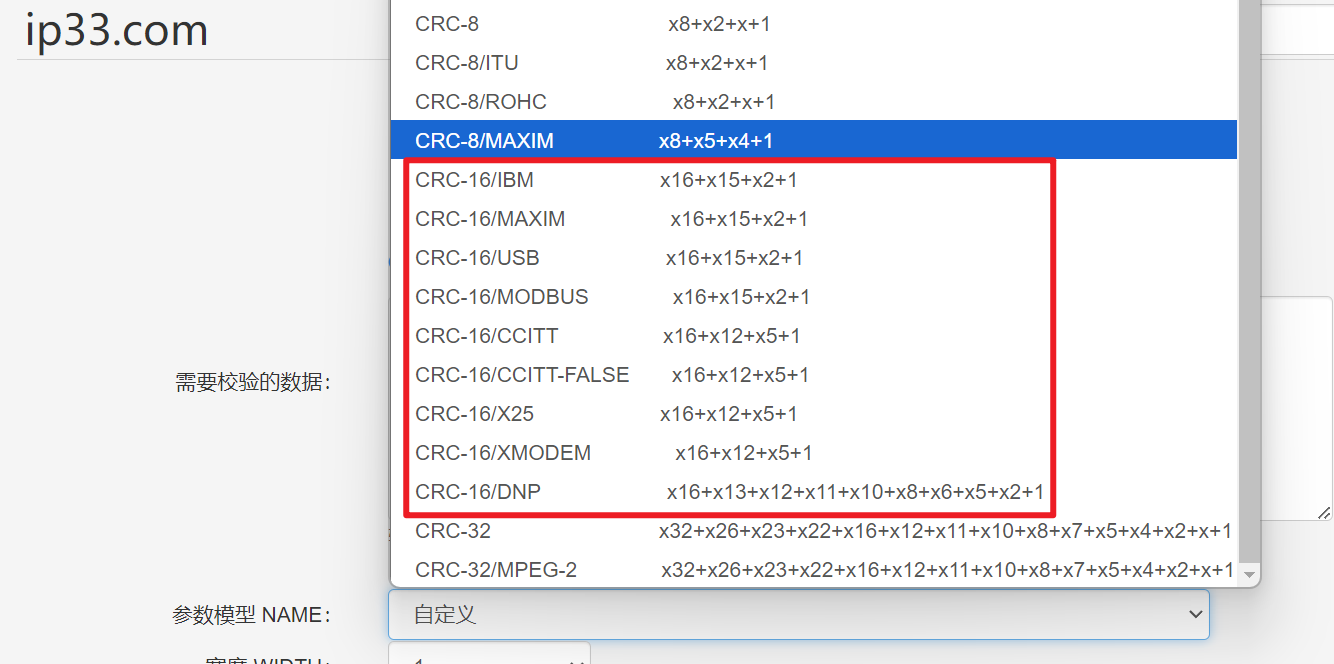 ip33.com
CRC-8 x8+x2+x+1
CRC-8/ITU x8+x2+x+1
CRC-8/ROHC x8+x2+x+1
CRC-8/MAXIM x8+x5+x4+1
CRC-16/IBM x16+x15+x2+1
CRC-16/MAXIM x16+x15+x2+1
CRC-16/USB x16+x15+x2+1
CRC-16/MODBUS x16+x15+x2+1
CRC-16/CCITT x16+x12+x5+1
CRC-16/CCITT-FALSE x16+x12+x5+1
需要校验的数据:
CRC-16/X25 x16+x12+x5+1
CRC-16/XMODEM x16+x12+x5+1
CRC-16/DNP x16+x13+x12+x11+x10+x8+x6+x5+x2+1
CRC-32 x32+x26+x23+x22+x16+x12+x11+x10+x8+x7+x5+x4+x2+x+1
CRC-32/MPEG-2 x32+x26+x23+x22+x16+x12+x11+x10+x8+x7+x5+x4+x2+x+1
参数模型 NAME: 自定义
宽度 WIDTH: